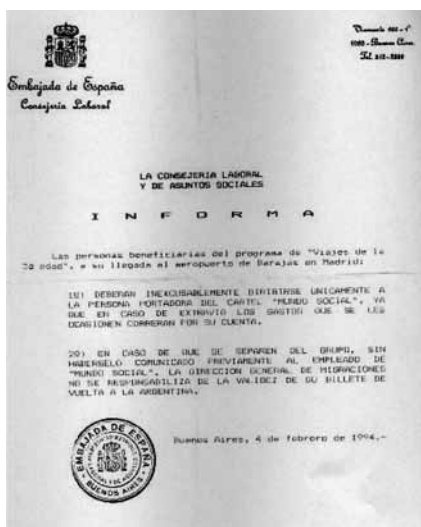 Embajada de España
Consejería Laboral
Buenos Aires
LA CONSEJERIA LABORAL
Y DE ASUNTOS SOCIALES
I N F O R M A
Las personas beneficiarias del programa de "Viajes de la
3a edad", a su llegada al aeropuerto de Barajas en Madrid:
1º) DEBERAN INEXCUSABLEMENTE DIRIGIRSE UNICAMENTE A
LA PERSONA PORTADORA DEL CARTEL "MUNDO SOCIAL", YA
QUE EN CASO DE EXTRAVIO LOS GASTOS QUE SE LES
OCASIONEN CORRERAN POR SU CUENTA.
2º) EN CASO DE QUE SE SEPAREN DEL GRUPO, SIN
HABERSELO COMUNICADO PREVIAMENTE AL EMPLEADO DE
"MUNDO SOCIAL", LA DIRECCION GENERAL DE MIGRACIONES
NO SE RESPONSABILIZA DE LA VALIDEZ DE SU BILLETE DE
VUELTA A LA ARGENTINA.
Buenos Aires, 4 de febrero de 1994.-
EMBAJADA DE ESPAÑA
BUENOS AIRES